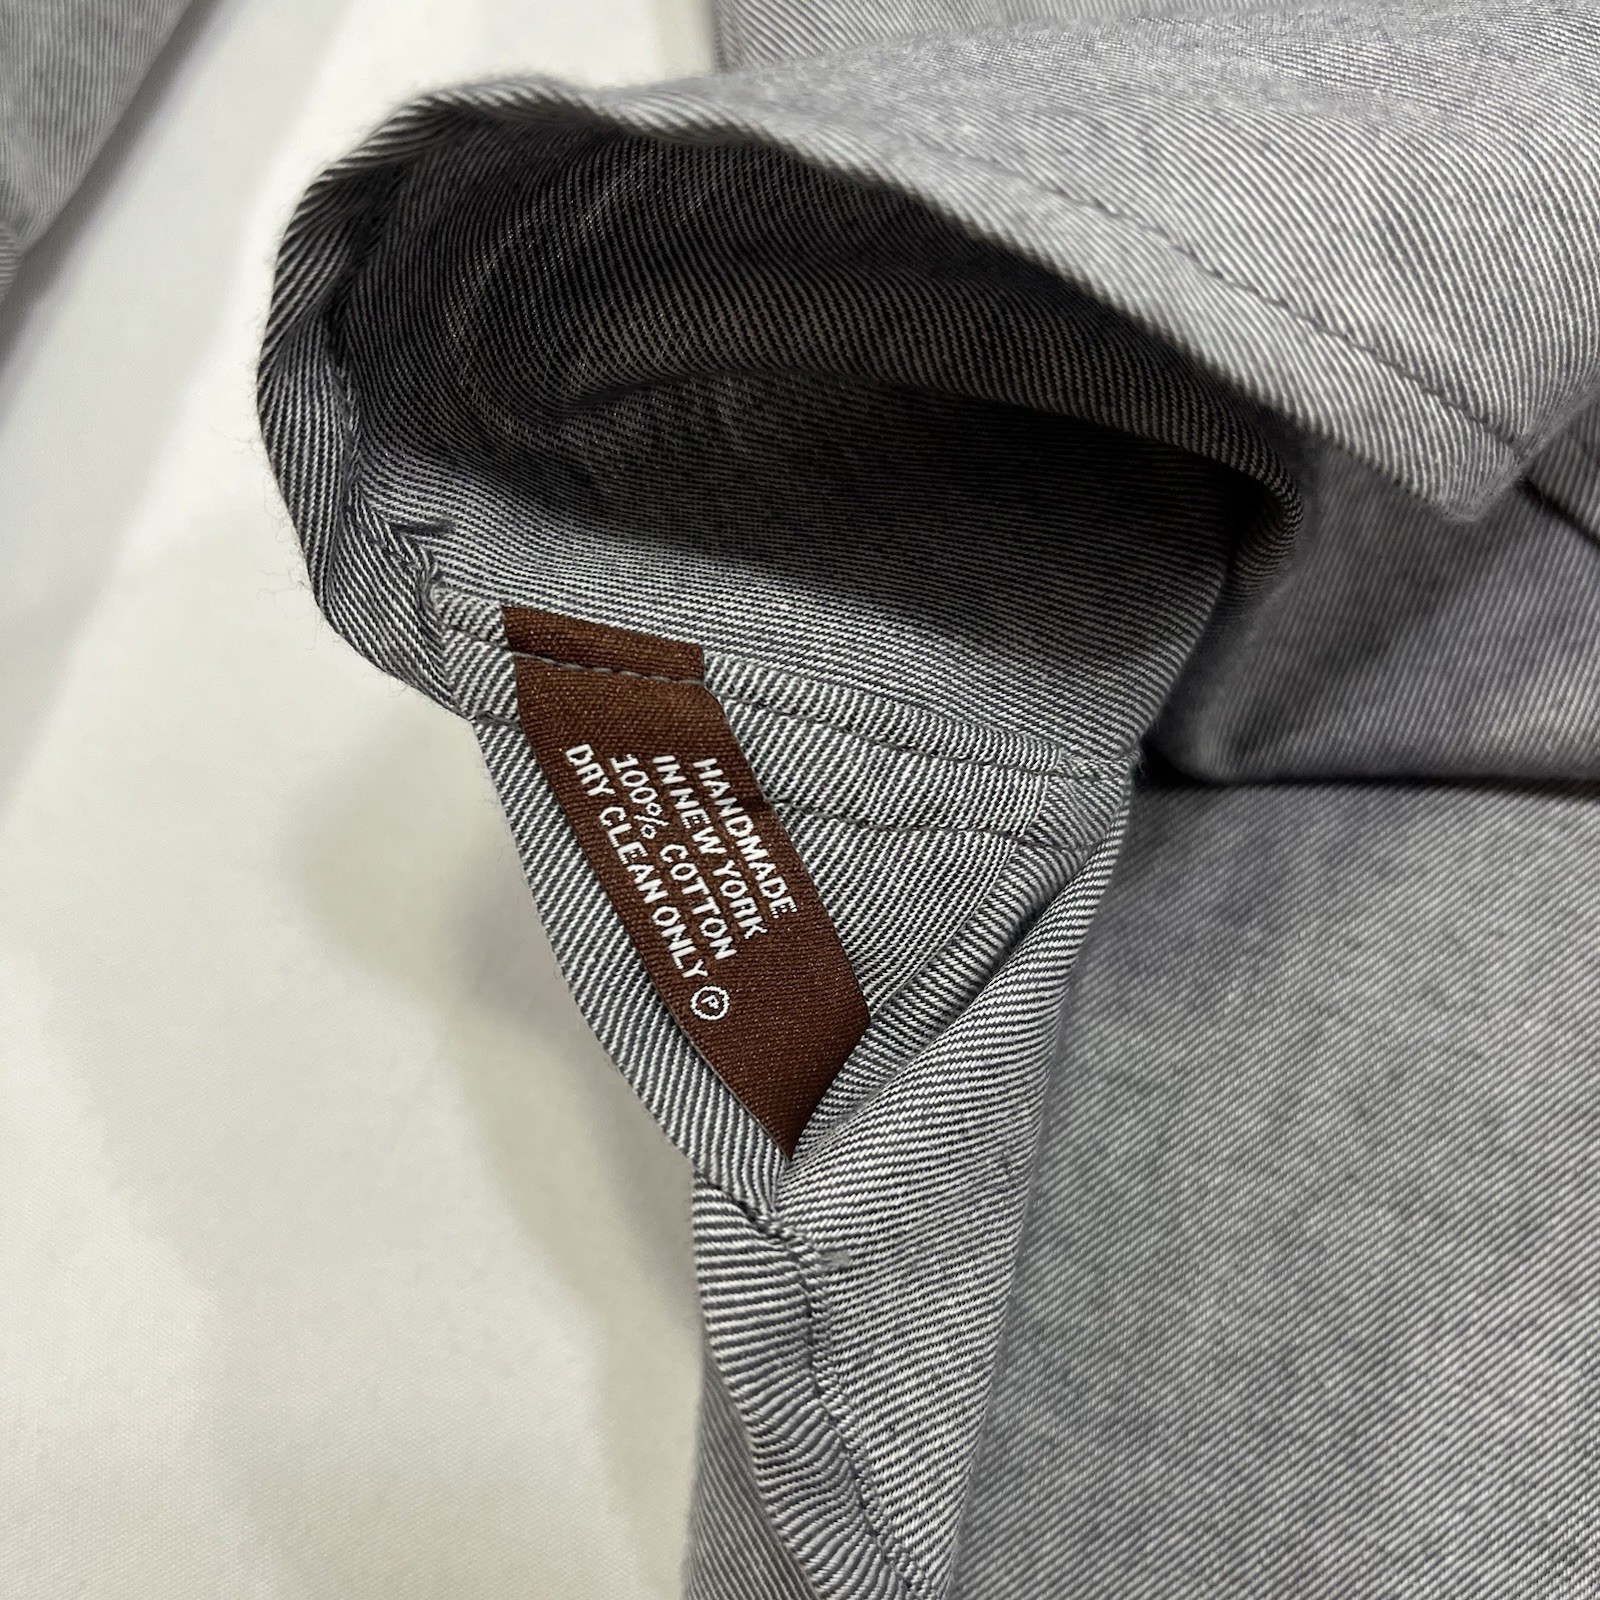 HANDMADE
IN NEW YORK
100% COTTON
DRY CLEAN ONLY Ⓟ